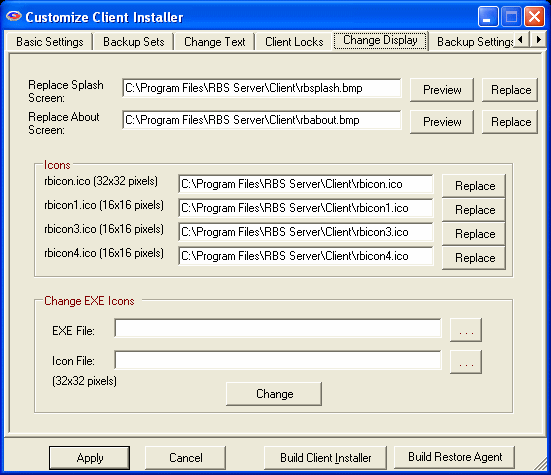 Customize Client Installer
Basic Settings Backup Sets Change Text Client Locks Change Display Backup Settings
Replace Splash Screen: C:\Program Files\RBS Server\Client\rbsplash.bmp Preview Replace
Replace About Screen: C:\Program Files\RBS Server\Client\rbabout.bmp Preview Replace
Icons
rbicon.ico (32x32 pixels) C:\Program Files\RBS Server\Client\rbicon.ico Replace
rbicon1.ico (16x16 pixels) C:\Program Files\RBS Server\Client\rbicon1.ico Replace
rbicon3.ico (16x16 pixels) C:\Program Files\RBS Server\Client\rbicon3.ico Replace
rbicon4.ico (16x16 pixels) C:\Program Files\RBS Server\Client\rbicon4.ico Replace
Change EXE Icons
EXE File: ...
Icon File: ...
(32x32 pixels)
Change
Apply Cancel Build Client Installer Build Restore Agent